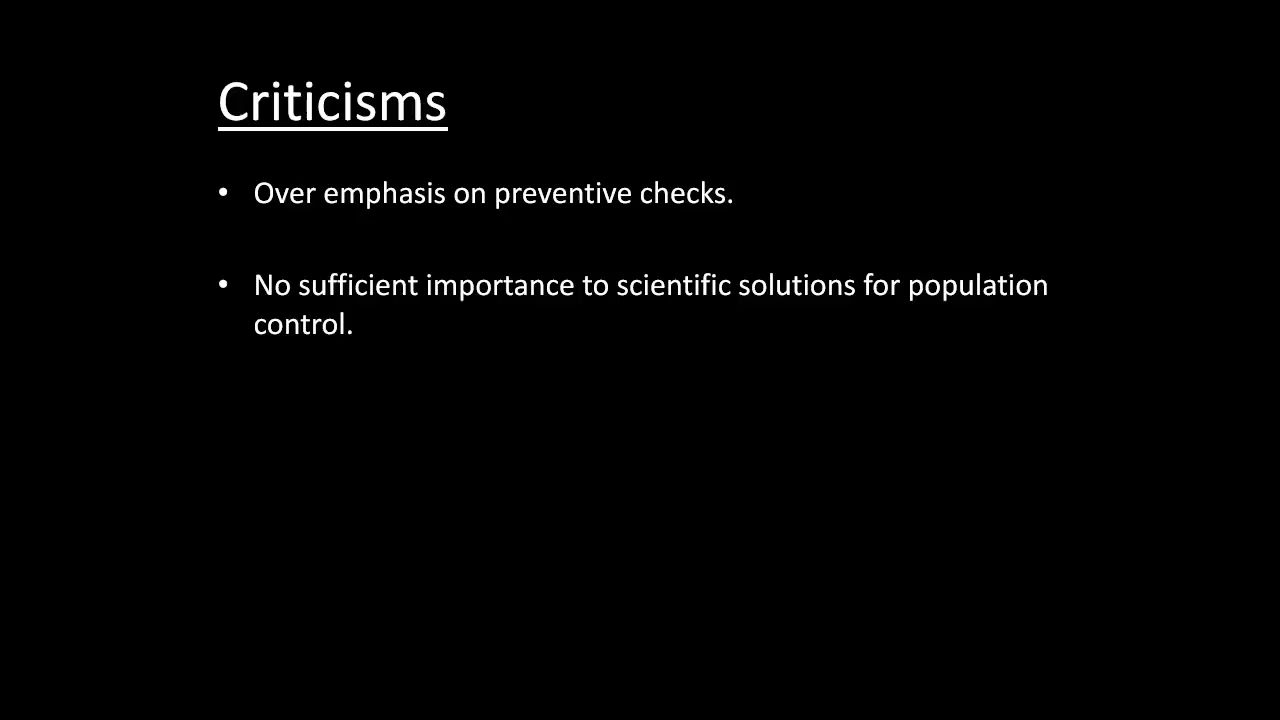 Criticisms
• Over emphasis on preventive checks.
• No sufficient importance to scientific solutions for population
control.